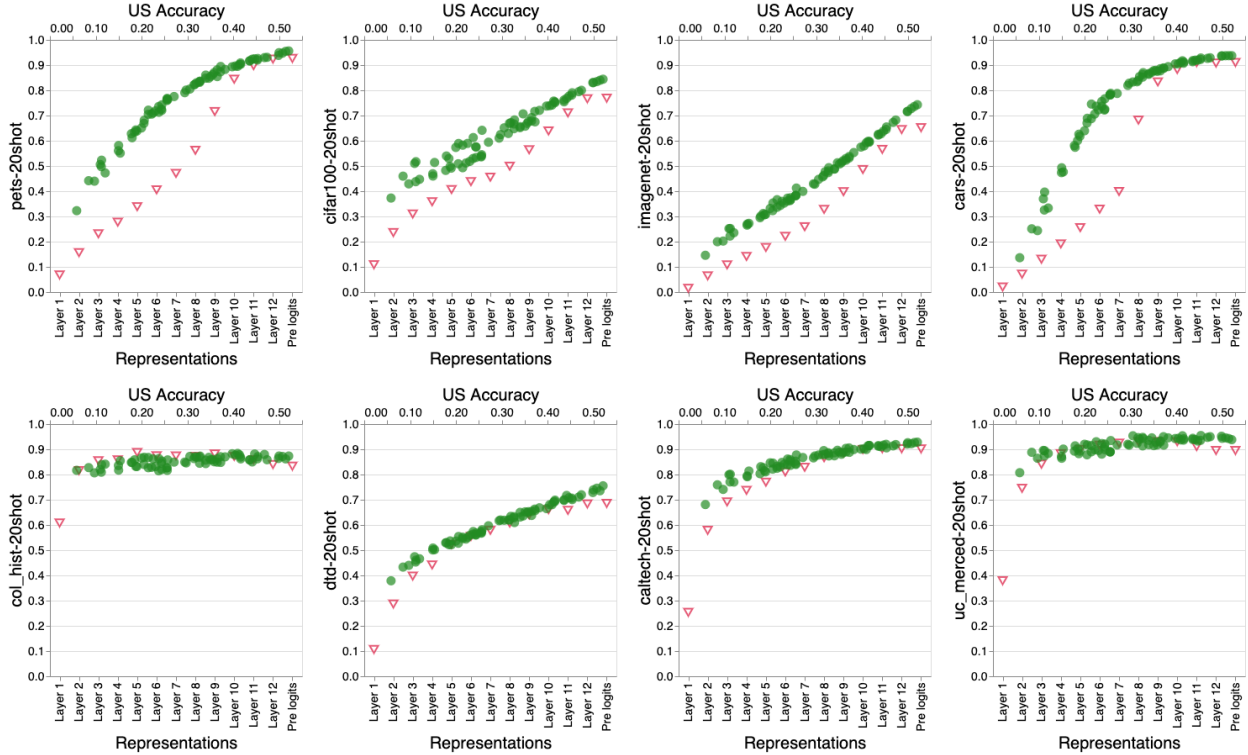 US Accuracy
0.00 0.10 0.20 0.30 0.40 0.50
pets-20shot
1.0
0.9
0.8
0.7
0.6
0.5
0.4
0.3
0.2
0.1
0.0
Layer 1
Layer 2
Layer 3
Layer 4
Layer 5
Layer 6
Layer 7
Layer 8
Layer 9
Layer 10
Layer 11
Layer 12
Pre logits
Representations
US Accuracy
0.00 0.10 0.20 0.30 0.40 0.50
cifar100-20shot
1.0
0.9
0.8
0.7
0.6
0.5
0.4
0.3
0.2
0.1
0.0
Layer 1
Layer 2
Layer 3
Layer 4
Layer 5
Layer 6
Layer 7
Layer 8
Layer 9
Layer 10
Layer 11
Layer 12
Pre logits
Representations
US Accuracy
0.00 0.10 0.20 0.30 0.40 0.50
imagenet-20shot
1.0
0.9
0.8
0.7
0.6
0.5
0.4
0.3
0.2
0.1
0.0
Layer 1
Layer 2
Layer 3
Layer 4
Layer 5
Layer 6
Layer 7
Layer 8
Layer 9
Layer 10
Layer 11
Layer 12
Pre logits
Representations
US Accuracy
0.00 0.10 0.20 0.30 0.40 0.50
cars-20shot
1.0
0.9
0.8
0.7
0.6
0.5
0.4
0.3
0.2
0.1
0.0
Layer 1
Layer 2
Layer 3
Layer 4
Layer 5
Layer 6
Layer 7
Layer 8
Layer 9
Layer 10
Layer 11
Layer 12
Pre logits
Representations
US Accuracy
0.00 0.10 0.20 0.30 0.40 0.50
col_hist-20shot
1.0
0.9
0.8
0.7
0.6
0.5
0.4
0.3
0.2
0.1
0.0
Layer 1
Layer 2
Layer 3
Layer 4
Layer 5
Layer 6
Layer 7
Layer 8
Layer 9
Layer 10
Layer 11
Layer 12
Pre logits
Representations
US Accuracy
0.00 0.10 0.20 0.30 0.40 0.50
dtd-20shot
1.0
0.9
0.8
0.7
0.6
0.5
0.4
0.3
0.2
0.1
0.0
Layer 1
Layer 2
Layer 3
Layer 4
Layer 5
Layer 6
Layer 7
Layer 8
Layer 9
Layer 10
Layer 11
Layer 12
Pre logits
Representations
US Accuracy
0.00 0.10 0.20 0.30 0.40 0.50
caltech-20shot
1.0
0.9
0.8
0.7
0.6
0.5
0.4
0.3
0.2
0.1
0.0
Layer 1
Layer 2
Layer 3
Layer 4
Layer 5
Layer 6
Layer 7
Layer 8
Layer 9
Layer 10
Layer 11
Layer 12
Pre logits
Representations
US Accuracy
0.00 0.10 0.20 0.30 0.40 0.50
uc_merced-20shot
1.0
0.9
0.8
0.7
0.6
0.5
0.4
0.3
0.2
0.1
0.0
Layer 1
Layer 2
Layer 3
Layer 4
Layer 5
Layer 6
Layer 7
Layer 8
Layer 9
Layer 10
Layer 11
Layer 12
Pre logits
Representations